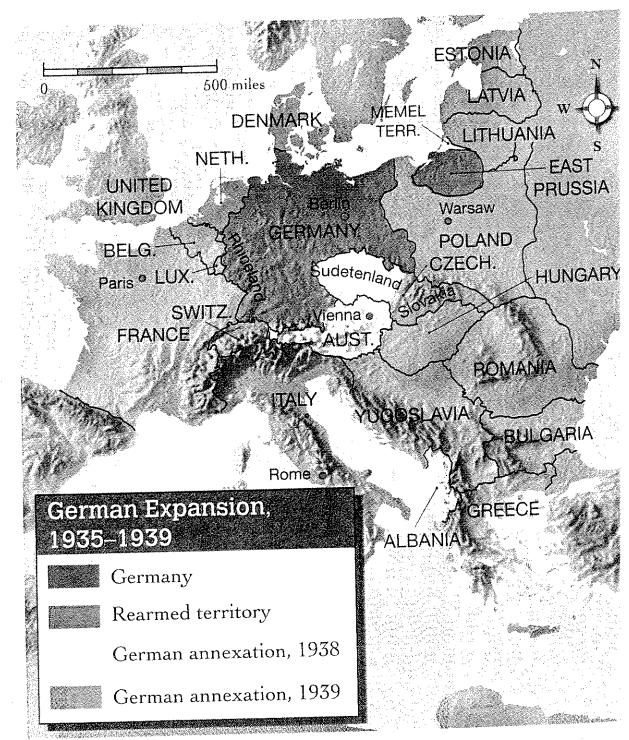 ESTONIA
N
0
500 miles
LATVIA
W
DENMARK
MEMEL
TERR.
LITHUANIA
S
NETH.
EAST
PRUSSIA
UNITED
KINGDOM
Berlin
Warsaw
GERMANY
POLAND
BELG.
Rhineland
CZECH.
HUNGARY
Paris
LUX.
Sudetenland
Slovakia
SWITZ.
Vienna
FRANCE
AUST.
ROMANIA
ITALY
YUGOSLAVIA
BULGARIA
Rome
GREECE
ALBANIA
German Expansion,
1935–1939
Germany
Rearmed territory
German annexation, 1938
German annexation, 1939